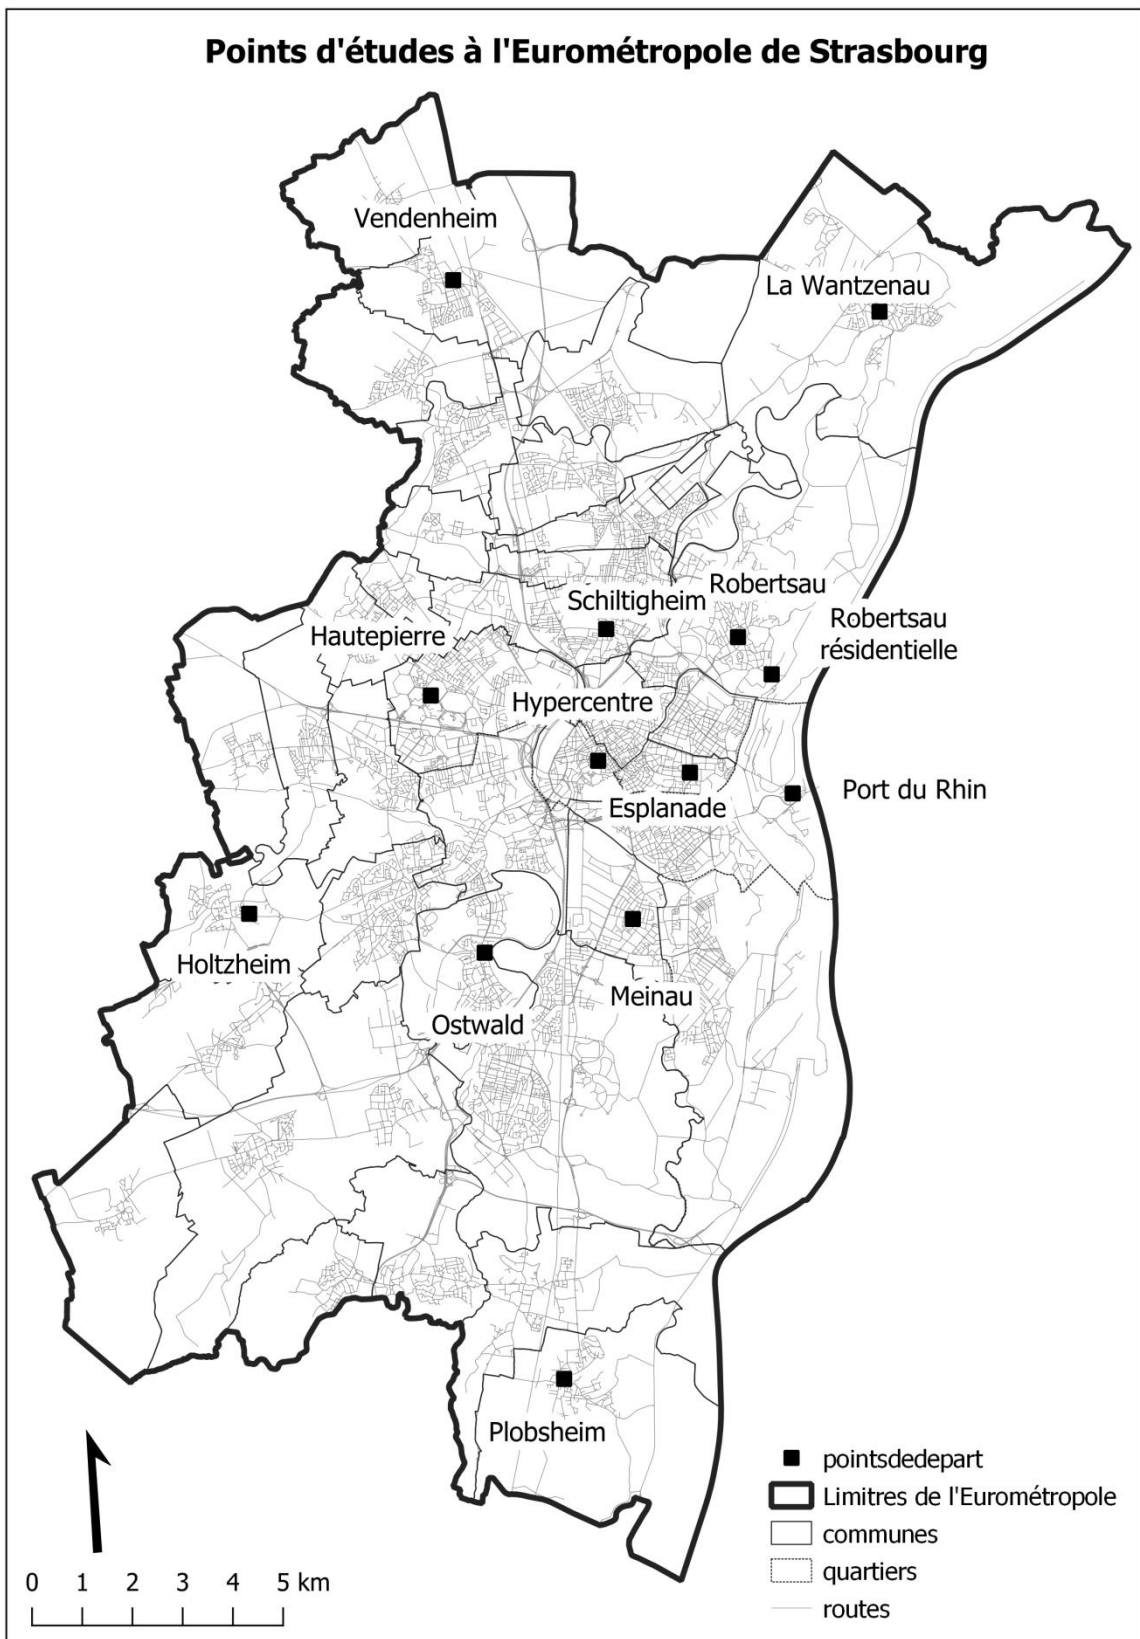 Points d'études à l'Eurométropole de Strasbourg
Vendenheim
La Wantzenau
Robertsau
Schiltigheim
Robertsau
résidentielle
Hautepierre
Hypercentre
Port du Rhin
Esplanade
Holtzheim
Meinau
Ostwald
Plobsheim
pointsdedepart
Limitres de l'Eurométropole
communes
quartiers
routes
0 1 2 3 4 5 km